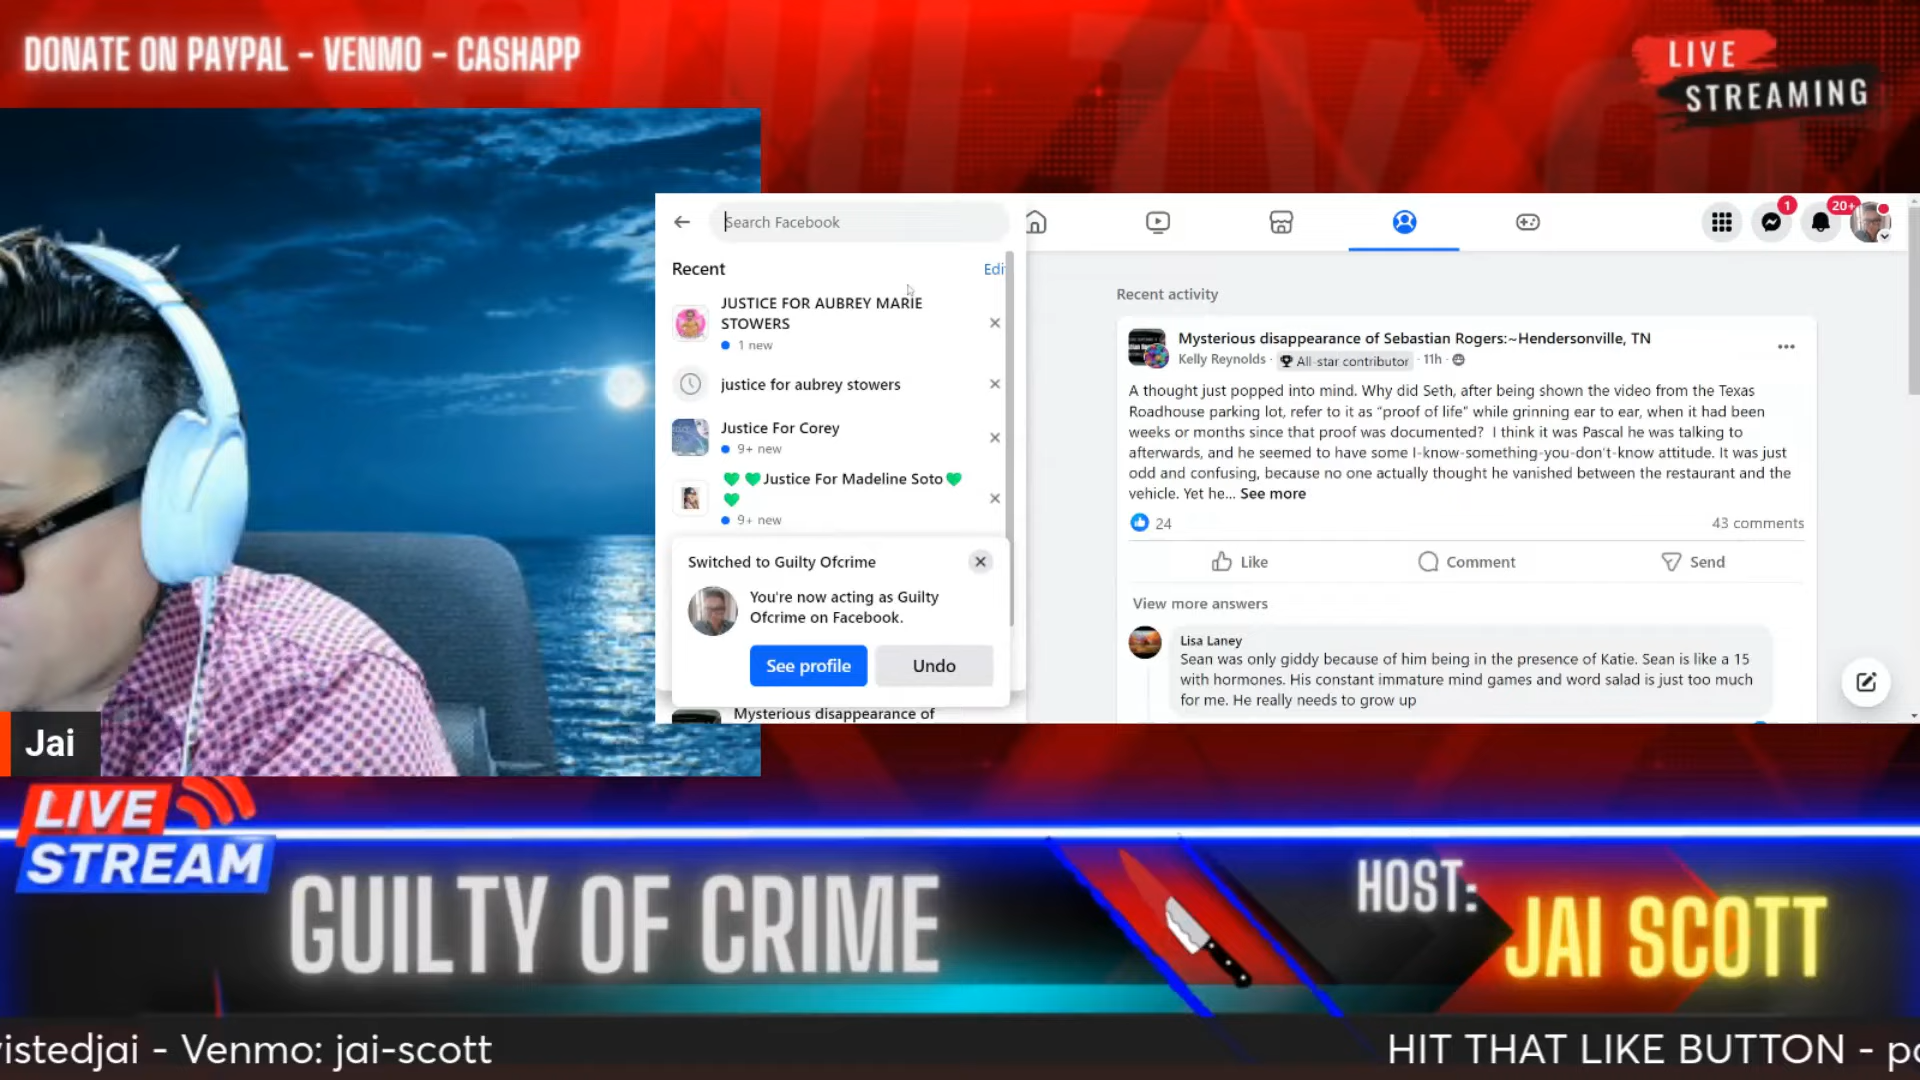 DONATE ON PAYPAL - VENMO - CASHAPP
LIVE
STREAMING
Search Facebook
Recent
JUSTICE FOR AUBREY MARIE
STOWERS
1 new
justice for aubrey stowers
Justice For Corey
9+ new
💚 💚Justice For Madeline Soto💚
💚
9+ new
Switched to Guilty Ofcrime
You're now acting as Guilty
Ofcrime on Facebook.
See profile
Undo
Mysterious disappearance of
1
20+
Recent activity
Mysterious disappearance of Sebastian Rogers:~Hendersonville, TN
Kelly Reynolds · All-star contributor · 11h ·
A thought just popped into mind. Why did Seth, after being shown the video from the Texas
Roadhouse parking lot, refer to it as “proof of life” while grinning ear to ear, when it had been
weeks or months since that proof was documented? I think it was Pascal he was talking to
afterwards, and he seemed to have some I-know-something-you-don't-know attitude. It was just
odd and confusing, because no one actually thought he vanished between the restaurant and the
vehicle. Yet he... See more
24
43 comments
Like
Comment
Send
View more answers
Lisa Laney
Sean was only giddy because of him being in the presence of Katie. Sean is like a 15
with hormones. His constant immature mind games and word salad is just too much
for me. He really needs to grow up
Jai
LIVE
STREAM
GUILTY OF CRIME
HOST:
JAI SCOTT
istedjai - Venmo: jai-scott
HIT THAT LIKE BUTTON -